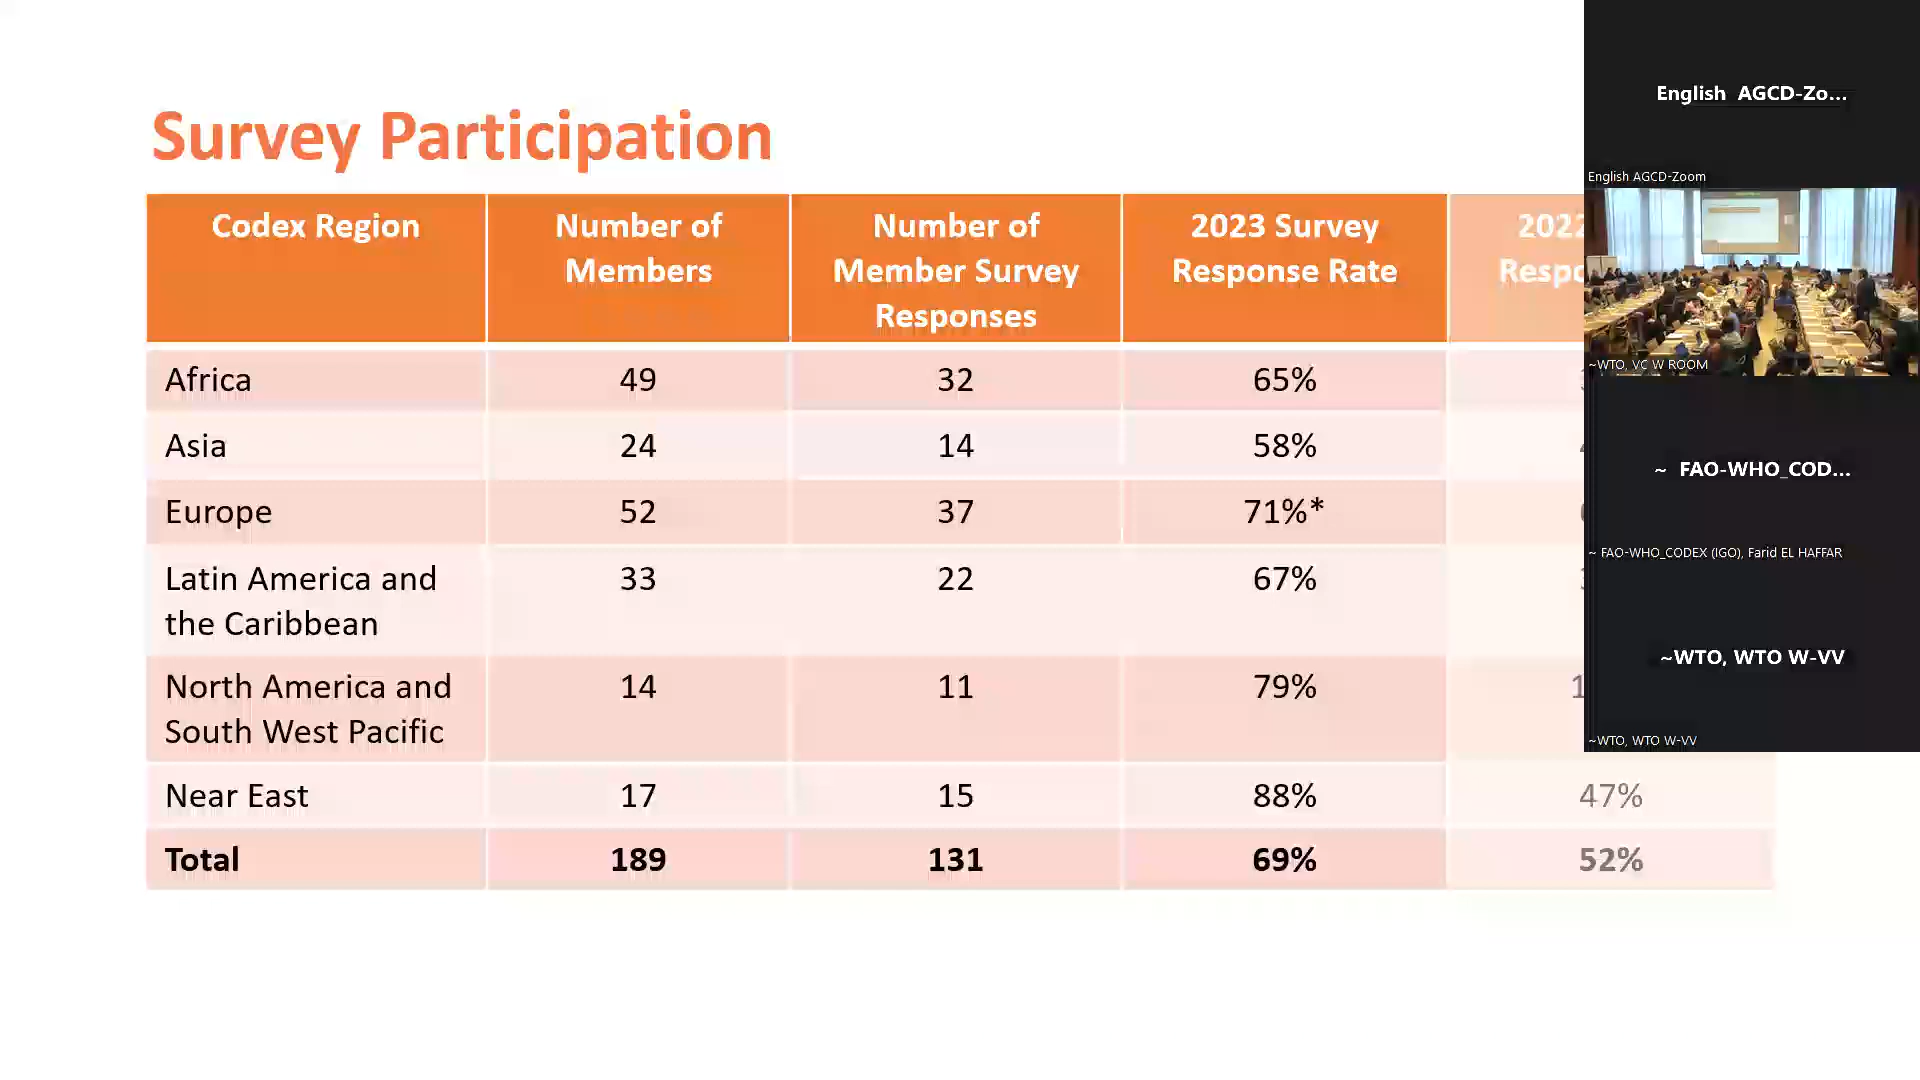 Survey Participation
Codex Region
Number of
Members
Number of
Member Survey
Responses
2023 Survey
Response Rate
2022
Africa
49
32
65%
Asia
24
14
58%
Europe
52
37
71%*
Latin America and
the Caribbean
33
22
67%
North America and
South West Pacific
14
11
79%
Near East
17
15
88%
47%
Total
189
131
69%
52%
English AGCD-Zo...
English AGCD-Zoom
~WTO, VC W ROOM
~ FAO-WHO_COD...
~ FAO-WHO_CODEX (IGO), Farid EL HAFFAR
~WTO, WTO W-VV
~WTO, WTO W-VV